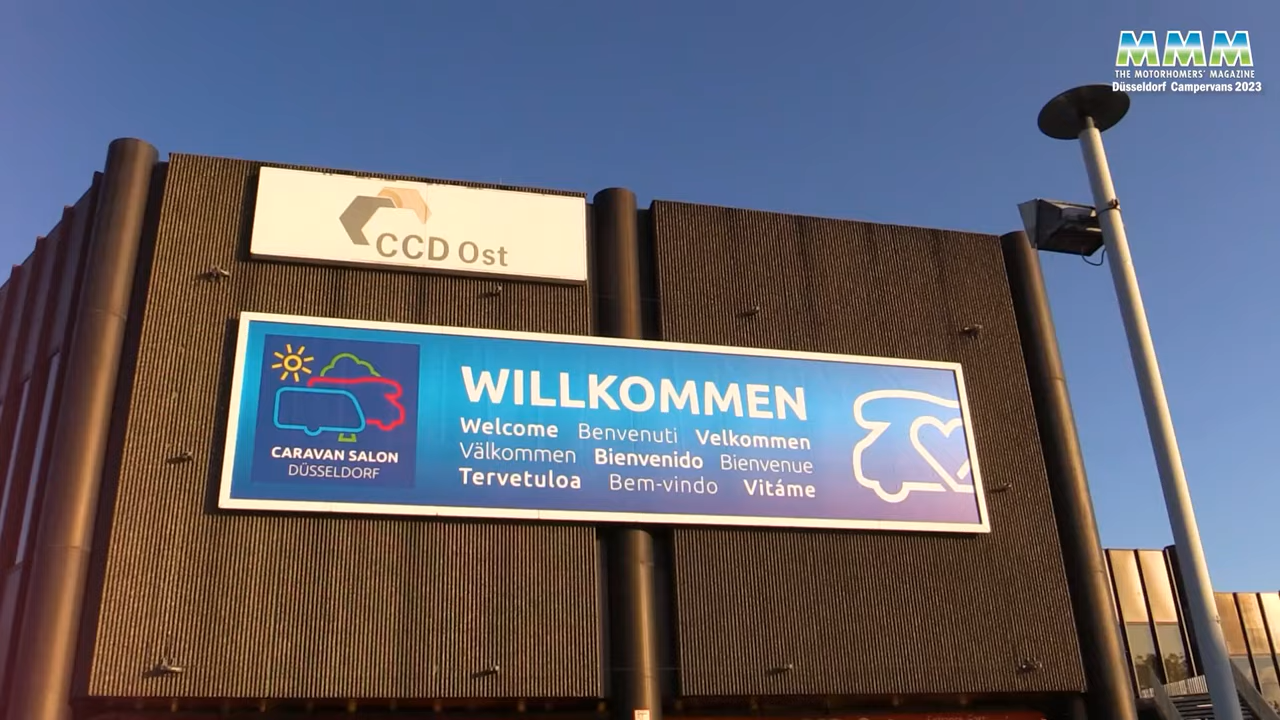 MMM
THE MOTORHOMERS' MAGAZINE
Düsseldorf Campervans 2023
CCD Ost
CARAVAN SALON
DÜSSELDORF
WILLKOMMEN
Welcome Benvenuti Velkommen
Välkommen Bienvenido Bienvenue
Tervetuloa Bem-vindo Vitáme